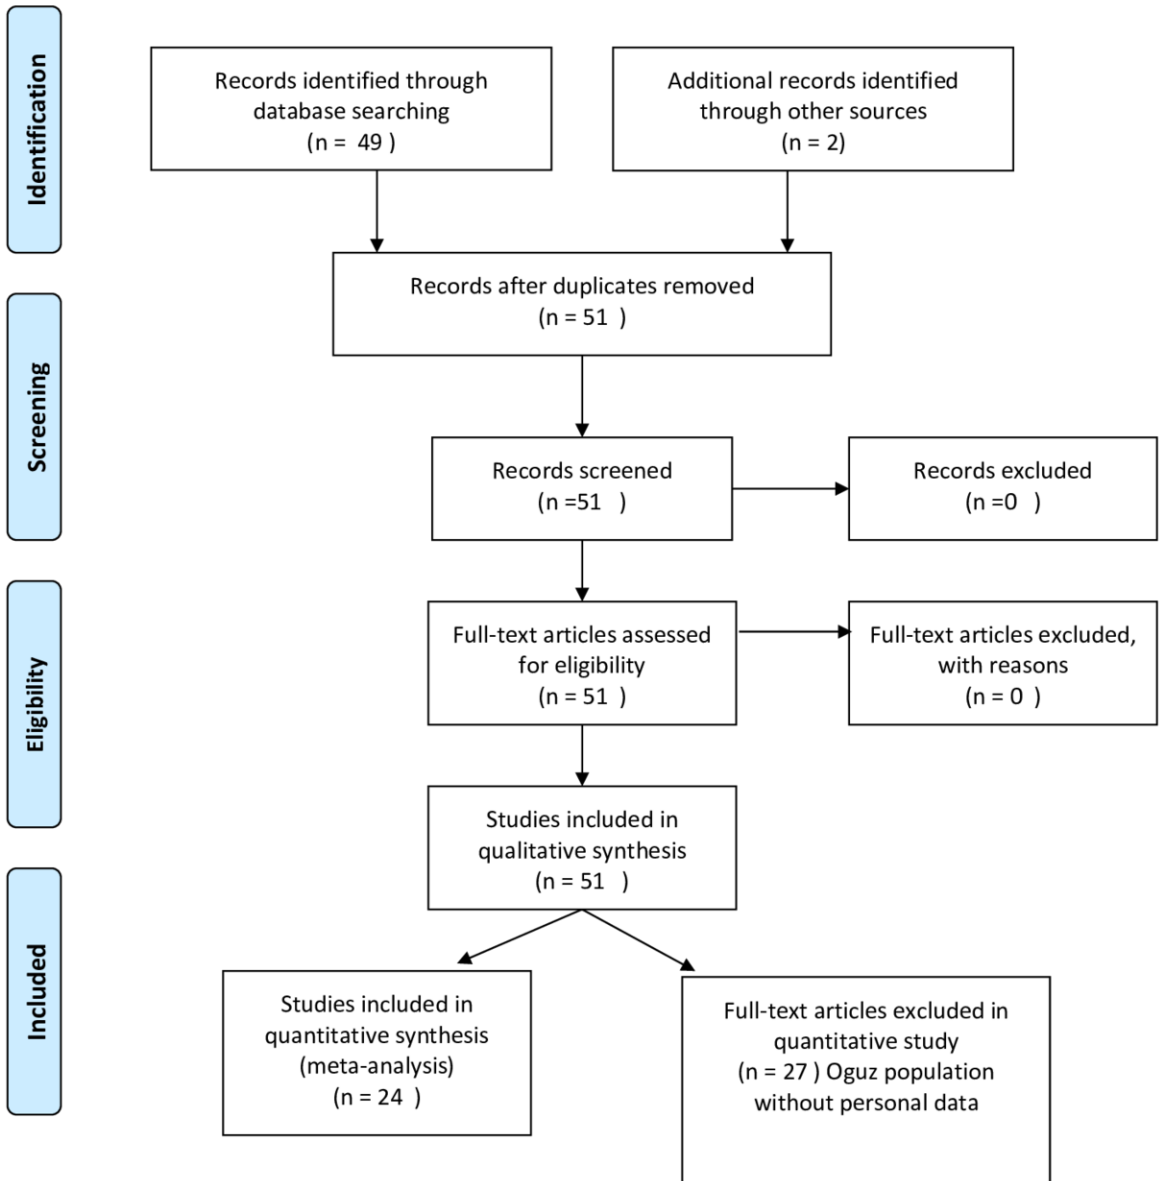 Identification
Records identified through
database searching
(n =  49 )
Additional records identified
through other sources
(n = 2)
Records after duplicates removed
(n = 51  )
Screening
Records screened
(n =51   )
Records excluded
(n =0   )
Eligibility
Full-text articles assessed
for eligibility
(n = 51  )
Full-text articles excluded,
with reasons
(n = 0  )
Studies included in
qualitative synthesis
(n = 51   )
Included
Studies included in
quantitative synthesis
(meta-analysis)
(n = 24  )
Full-text articles excluded in
quantitative study
(n = 27 ) Oguz population
without personal data